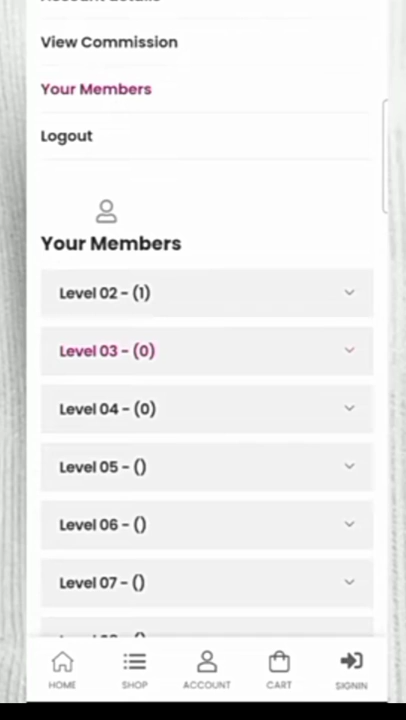 View Commission
Your Members
Logout
Your Members
Level 02 - (1)
Level 03 - (0)
Level 04 - (0)
Level 05 - ()
Level 06 - ()
Level 07 - ()
HOME
SHOP
ACCOUNT
CART
SIGNIN